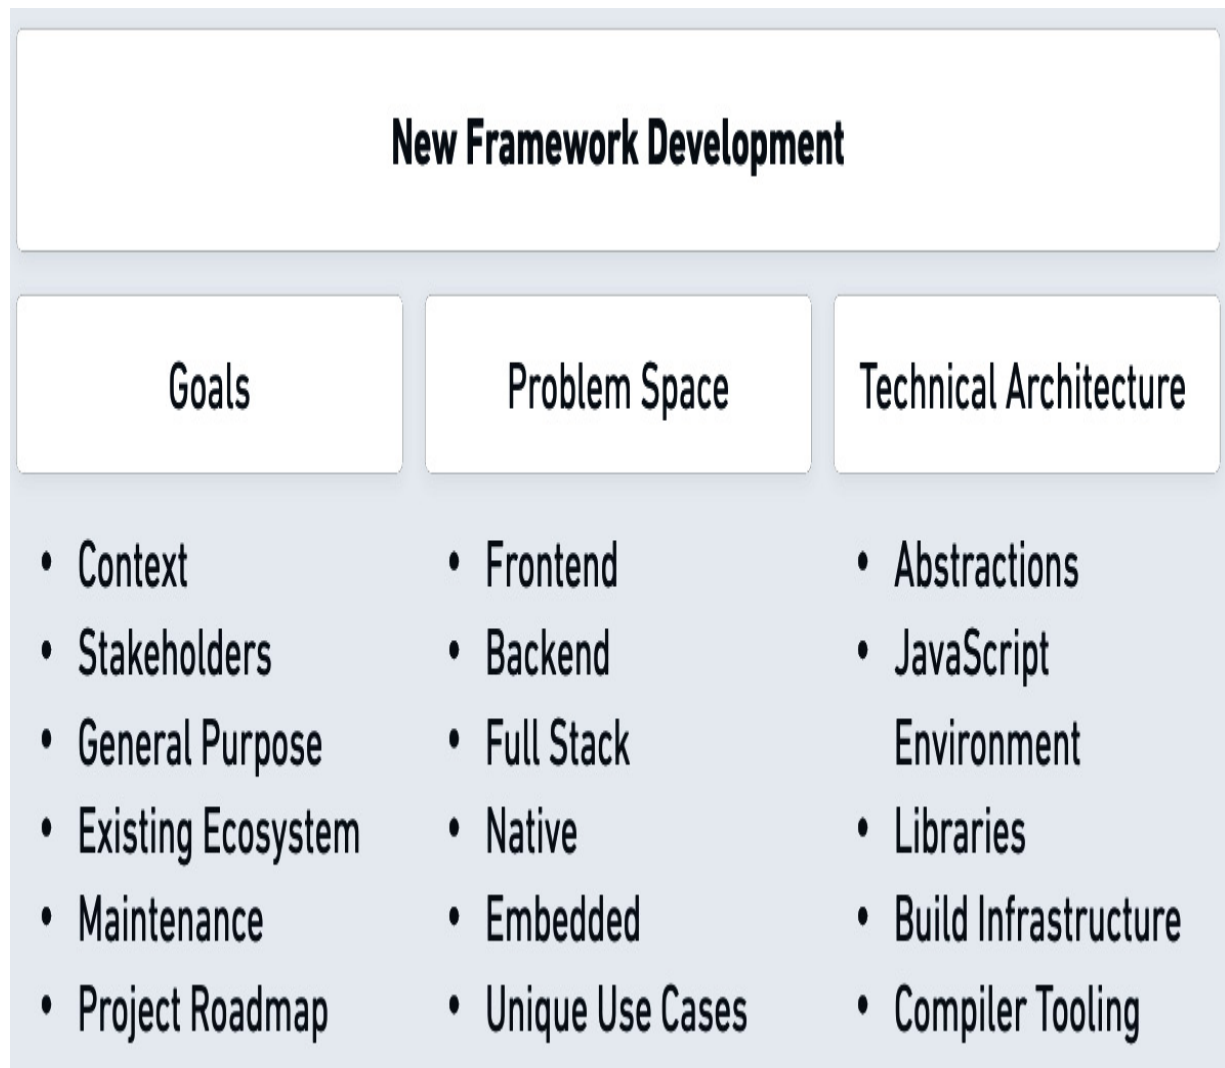 New Framework Development
Goals
Problem Space
Technical Architecture
• Context
• Stakeholders
• General Purpose
• Existing Ecosystem
• Maintenance
• Project Roadmap
• Frontend
• Backend
• Full Stack
• Native
• Embedded
• Unique Use Cases
• Abstractions
• JavaScript
Environment
• Libraries
• Build Infrastructure
• Compiler Tooling